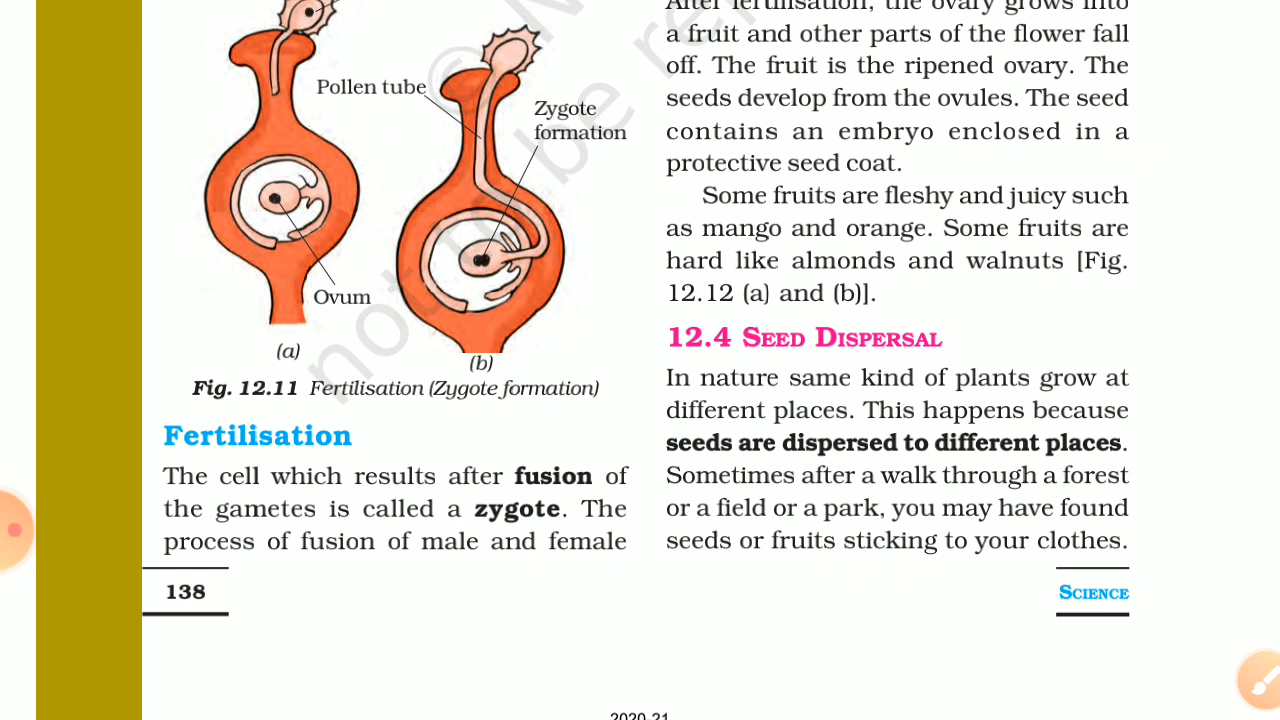 Pollen tube
Zygote
formation
Ovum
(a)
(b)
Fig. 12.11 Fertilisation (Zygote formation)
Fertilisation
The cell which results after fusion of
the gametes is called a zygote. The
process of fusion of male and female
138
After fertilisation, the ovary grows into
a fruit and other parts of the flower fall
off. The fruit is the ripened ovary. The
seeds develop from the ovules. The seed
contains an embryo enclosed in a
protective seed coat.
Some fruits are fleshy and juicy such
as mango and orange. Some fruits are
hard like almonds and walnuts [Fig.
12.12 (a) and (b)].
12.4 SEED DISPERSAL
In nature same kind of plants grow at
different places. This happens because
seeds are dispersed to different places.
Sometimes after a walk through a forest
or a field or a park, you may have found
seeds or fruits sticking to your clothes.
SCIENCE
2020-21
© N
not be re